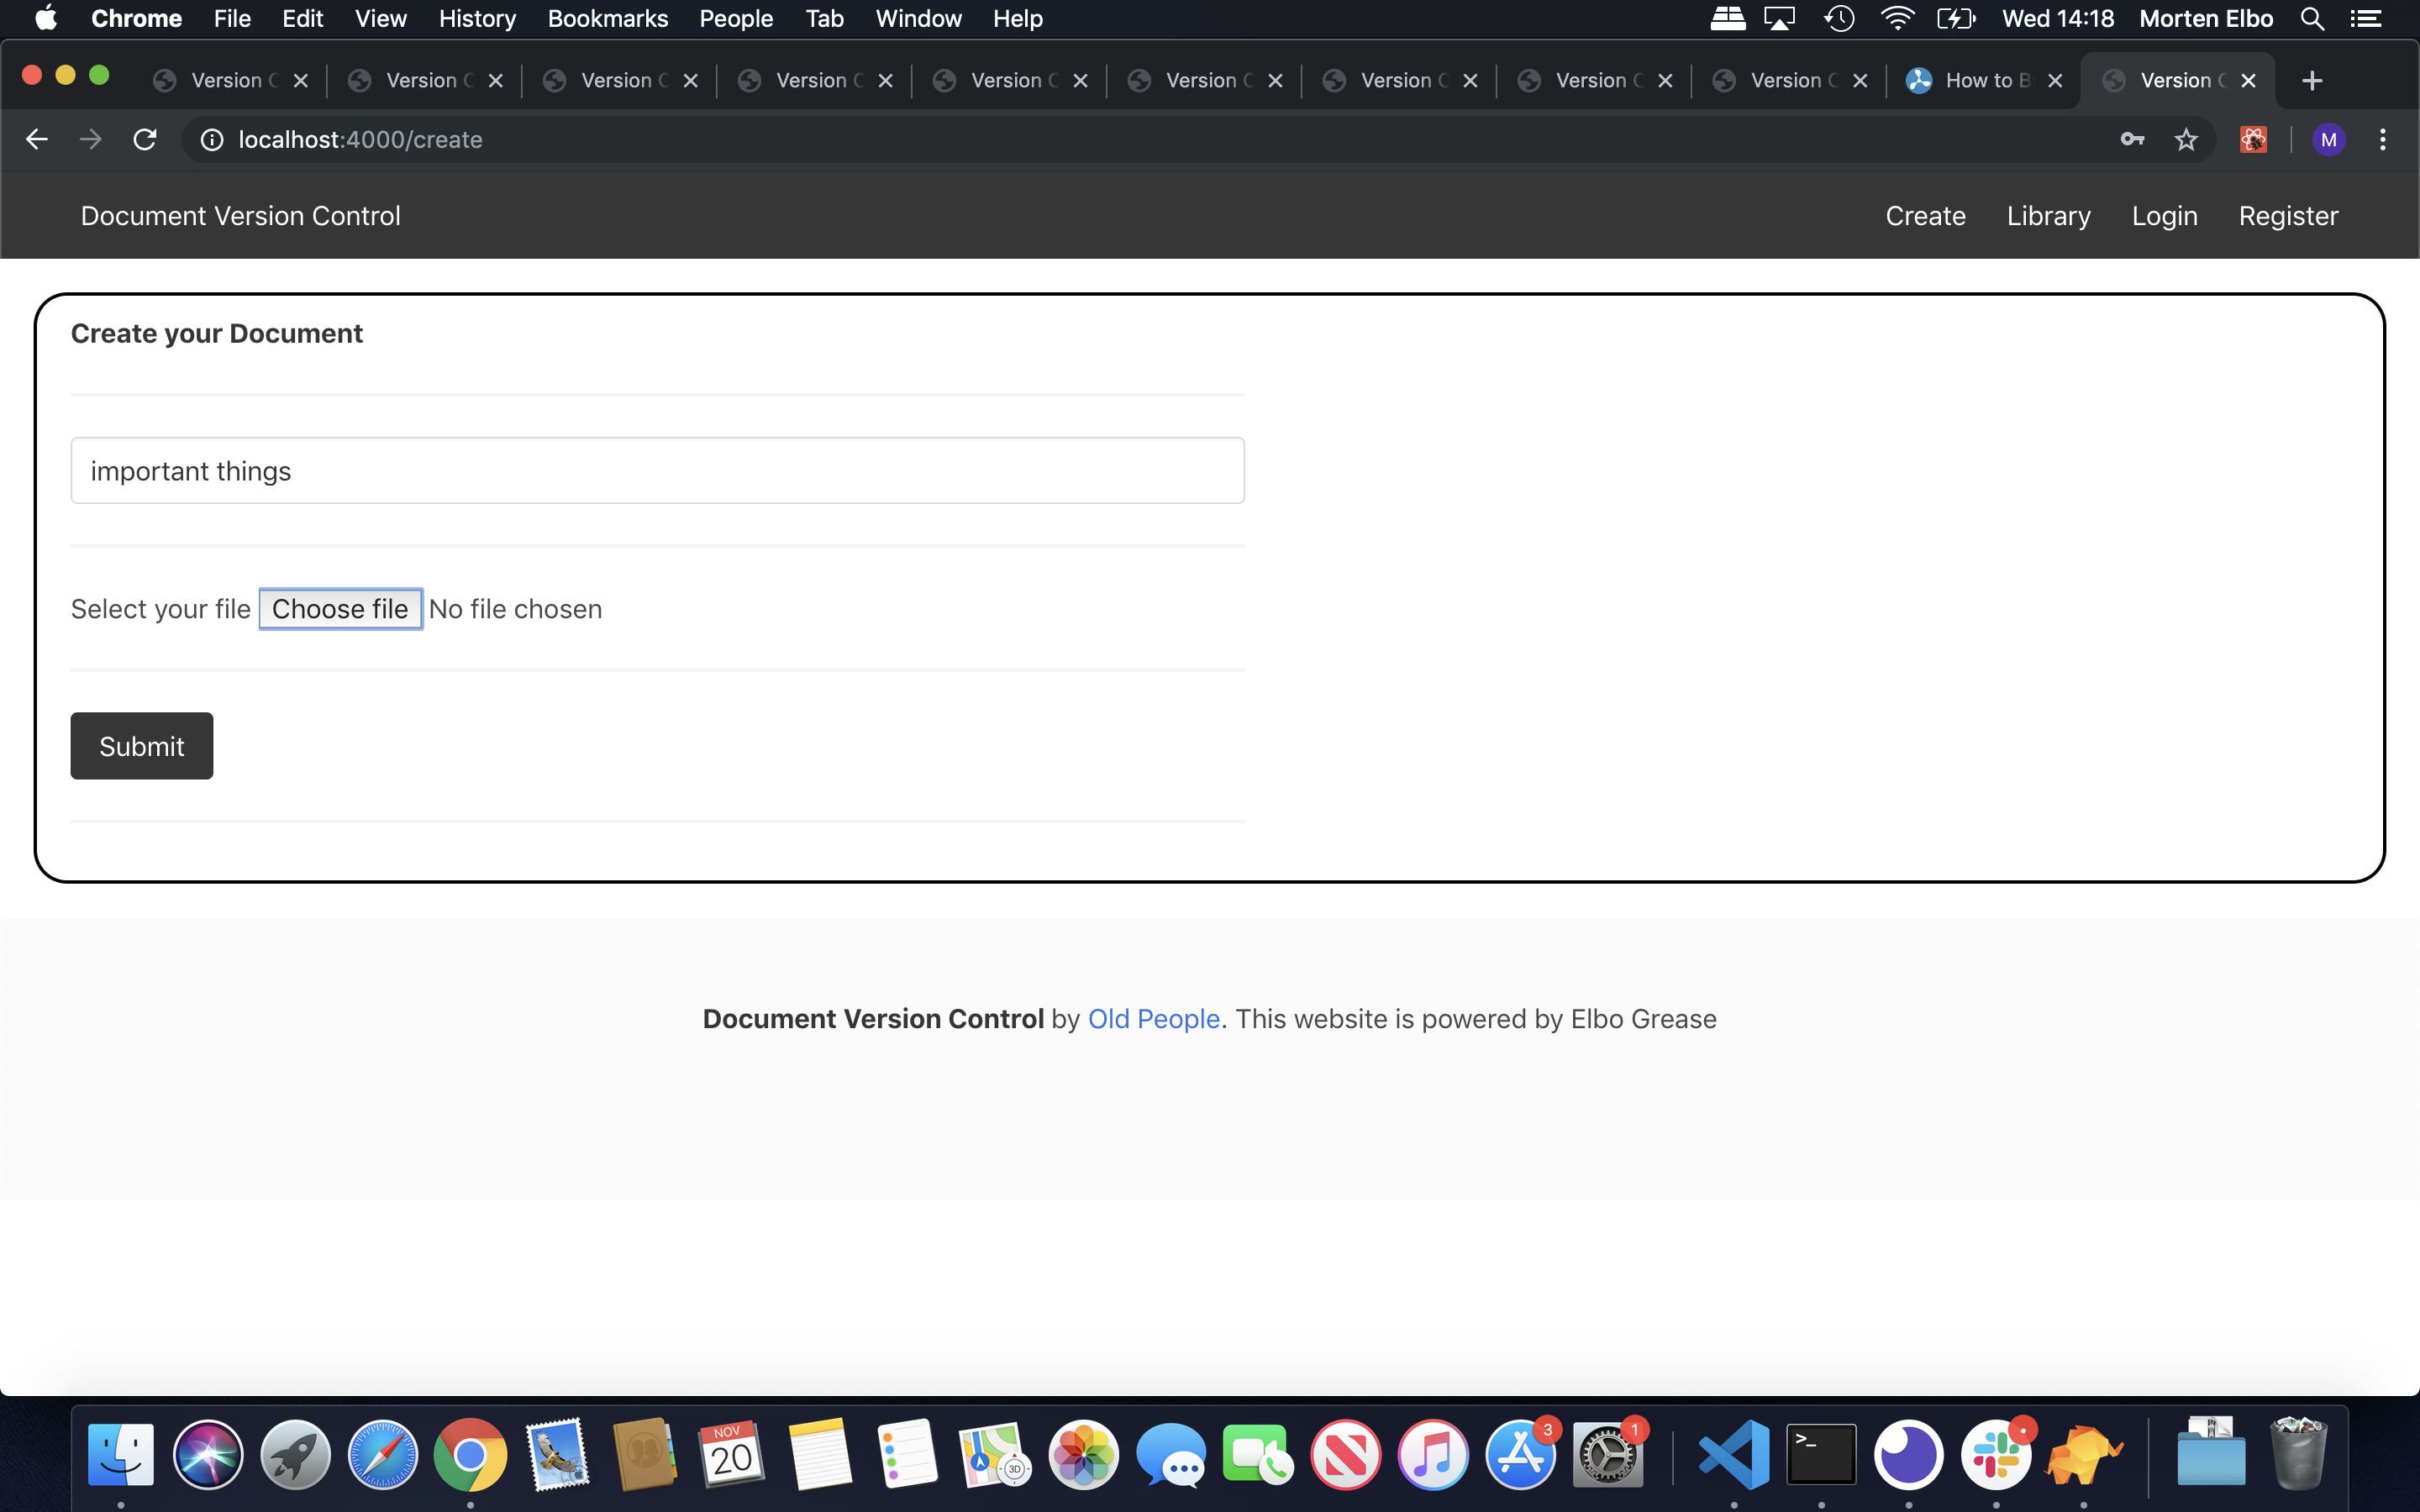 Chrome File Edit View History Bookmarks People Tab Window Help Wed 14:18 Morten Elbo
Version C Version C Version C Version C Version C Version C Version C Version C Version C How to B Version C
localhost:4000/create M
Document Version Control Create Library Login Register
Create your Document
important things
Select your file Choose file No file chosen
Submit
Document Version Control by Old People. This website is powered by Elbo Grease
NOV
20
3D
3
1
>_